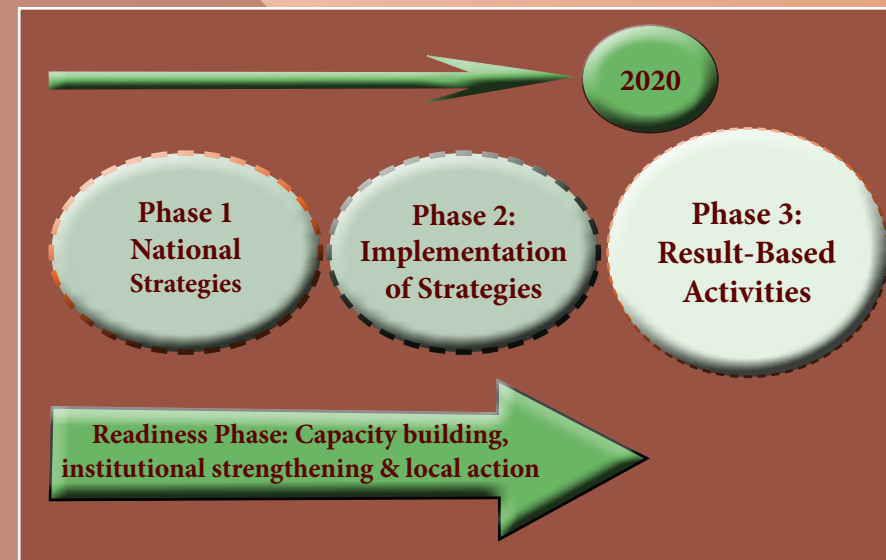 2020
Phase 1
National
Strategies
Phase 2:
Implementation
of Strategies
Phase 3:
Result-Based
Activities
Readiness Phase: Capacity building,
institutional strengthening & local action